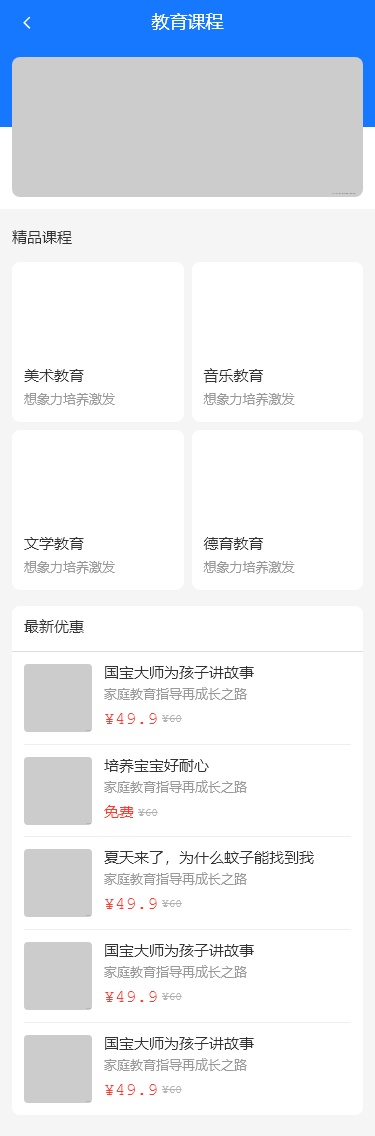 教育课程
精品课程
美术教育
想象力培养激发
音乐教育
想象力培养激发
文学教育
想象力培养激发
德育教育
想象力培养激发
最新优惠
国宝大师为孩子讲故事
家庭教育指导再成长之路
¥49.9 ¥60
培养宝宝好耐心
家庭教育指导再成长之路
免费 ¥60
夏天来了，为什么蚊子能找到我
家庭教育指导再成长之路
¥49.9 ¥60
国宝大师为孩子讲故事
家庭教育指导再成长之路
¥49.9 ¥60
国宝大师为孩子讲故事
家庭教育指导再成长之路
¥49.9 ¥60